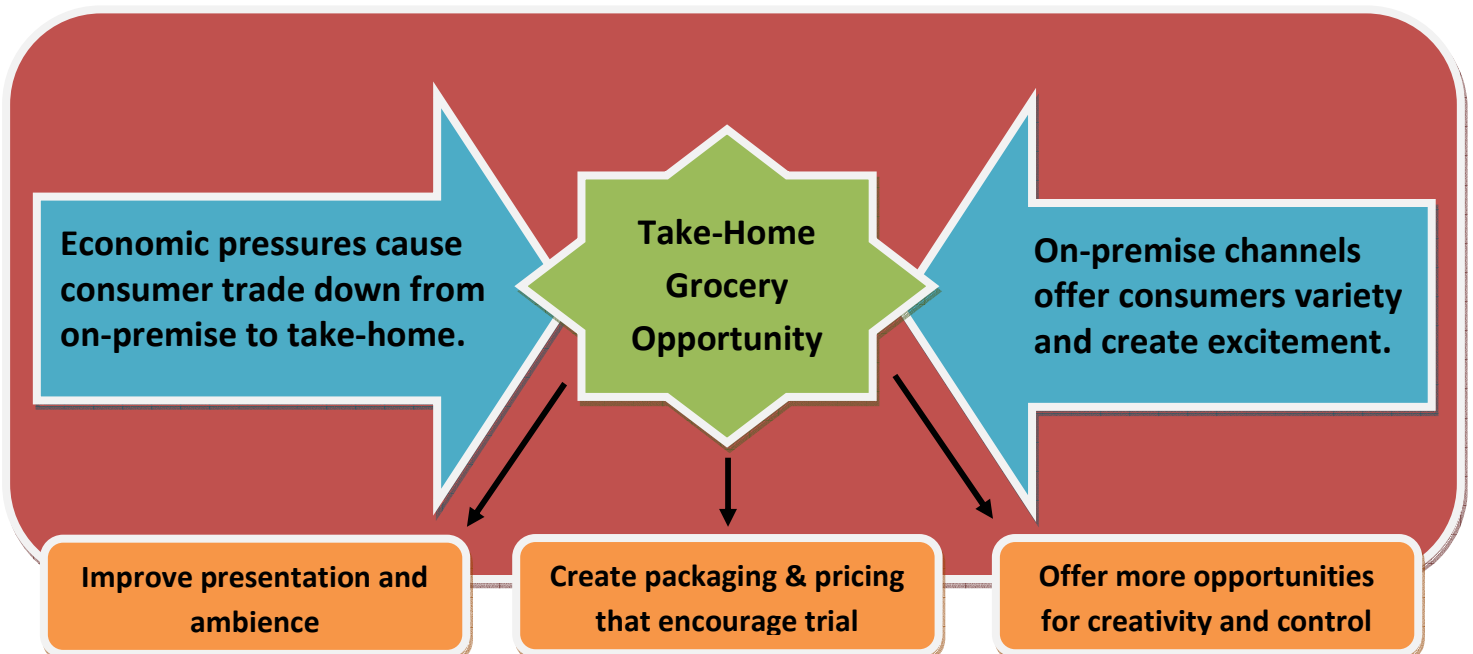 Economic pressures cause
consumer trade down from
on-premise to take-home.
Take-Home
Grocery
Opportunity
On-premise channels
offer consumers variety
and create excitement.
Improve presentation and
ambience
Create packaging & pricing
that encourage trial
Offer more opportunities
for creativity and control